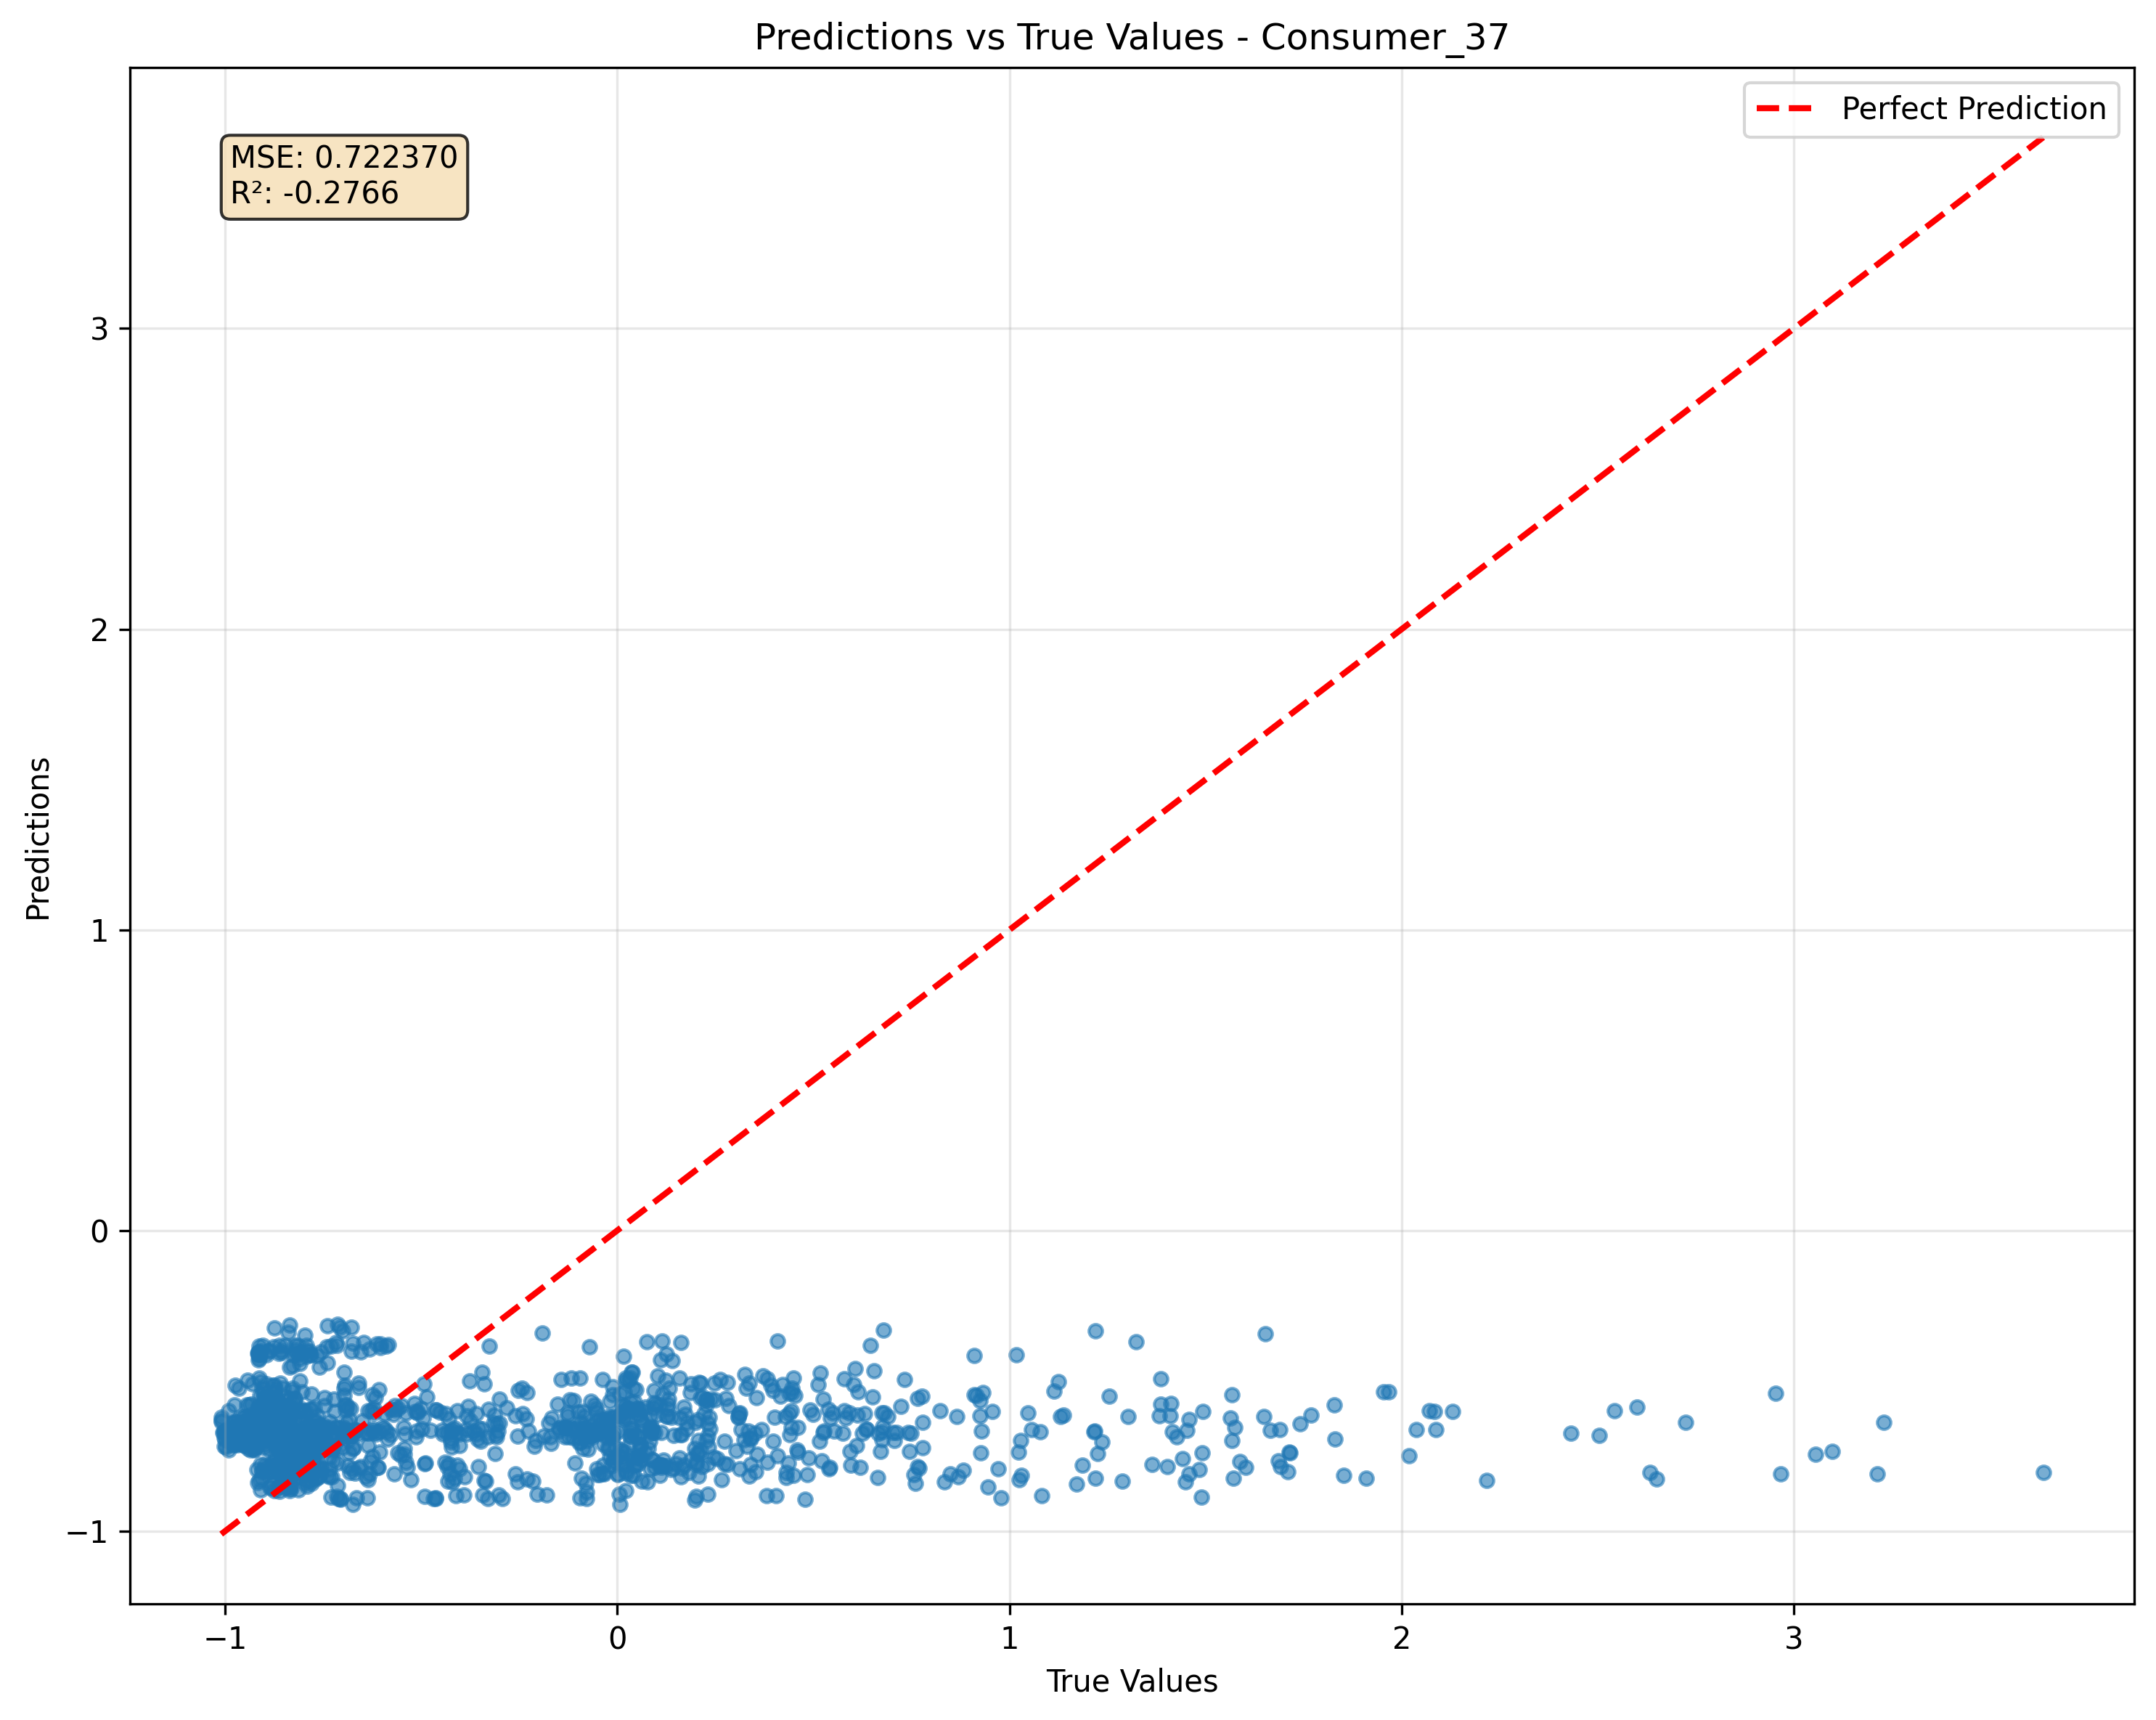 Predictions vs True Values - Consumer_37
Perfect Prediction
MSE: 0.722370
R²: -0.2766
Predictions
3
2
1
0
−1
−1
0
1
2
3
True Values